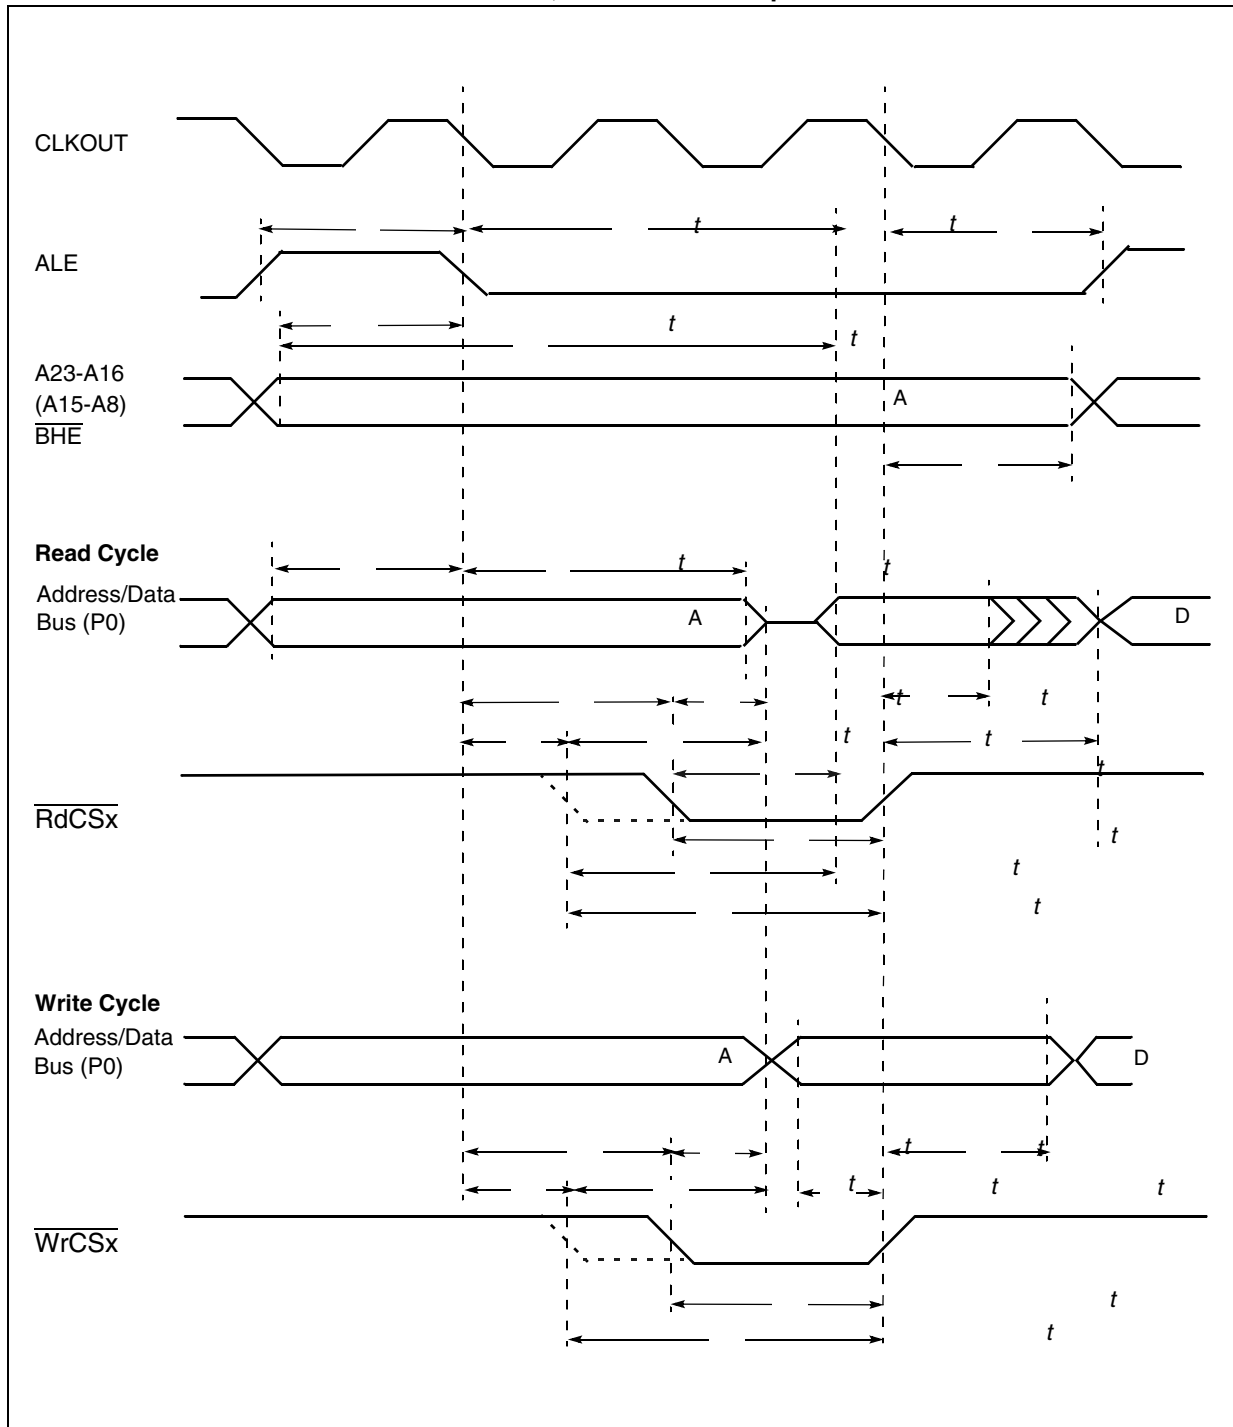 CLKOUT
t
t
ALE
t
t
A23-A16
(A15-A8)
A
BHE
Read Cycle
t
t
Address/Data
Bus (P0)
A
D
t
t
t
t
t
RdCSx
t
t
t
Write Cycle
Address/Data
Bus (P0)
A
D
t
t
t
t
t
WrCSx
t
t